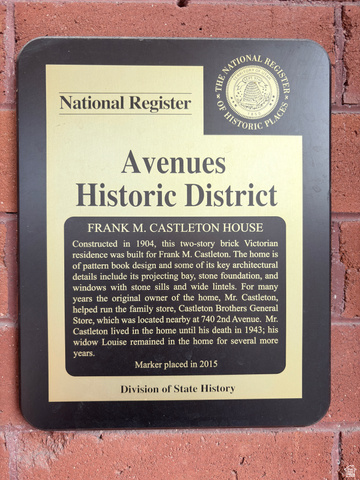 THE NATIONAL REGISTER
OF HISTORIC PLACES
National Register
Avenues
Historic District
FRANK M. CASTLETON HOUSE
Constructed in 1904, this two-story brick Victorian
residence was built for Frank M. Castleton. The home is
of pattern book design and some of its key architectural
details include its projecting bay, stone foundation, and
windows with stone sills and wide lintels. For many
years the original owner of the home, Mr. Castleton,
helped run the family store, Castleton Brothers General
Store, which was located nearby at 740 2nd Avenue. Mr.
Castleton lived in the home until his death in 1943; his
widow Louise remained in the home for several more
years.
Marker placed in 2015
Division of State History